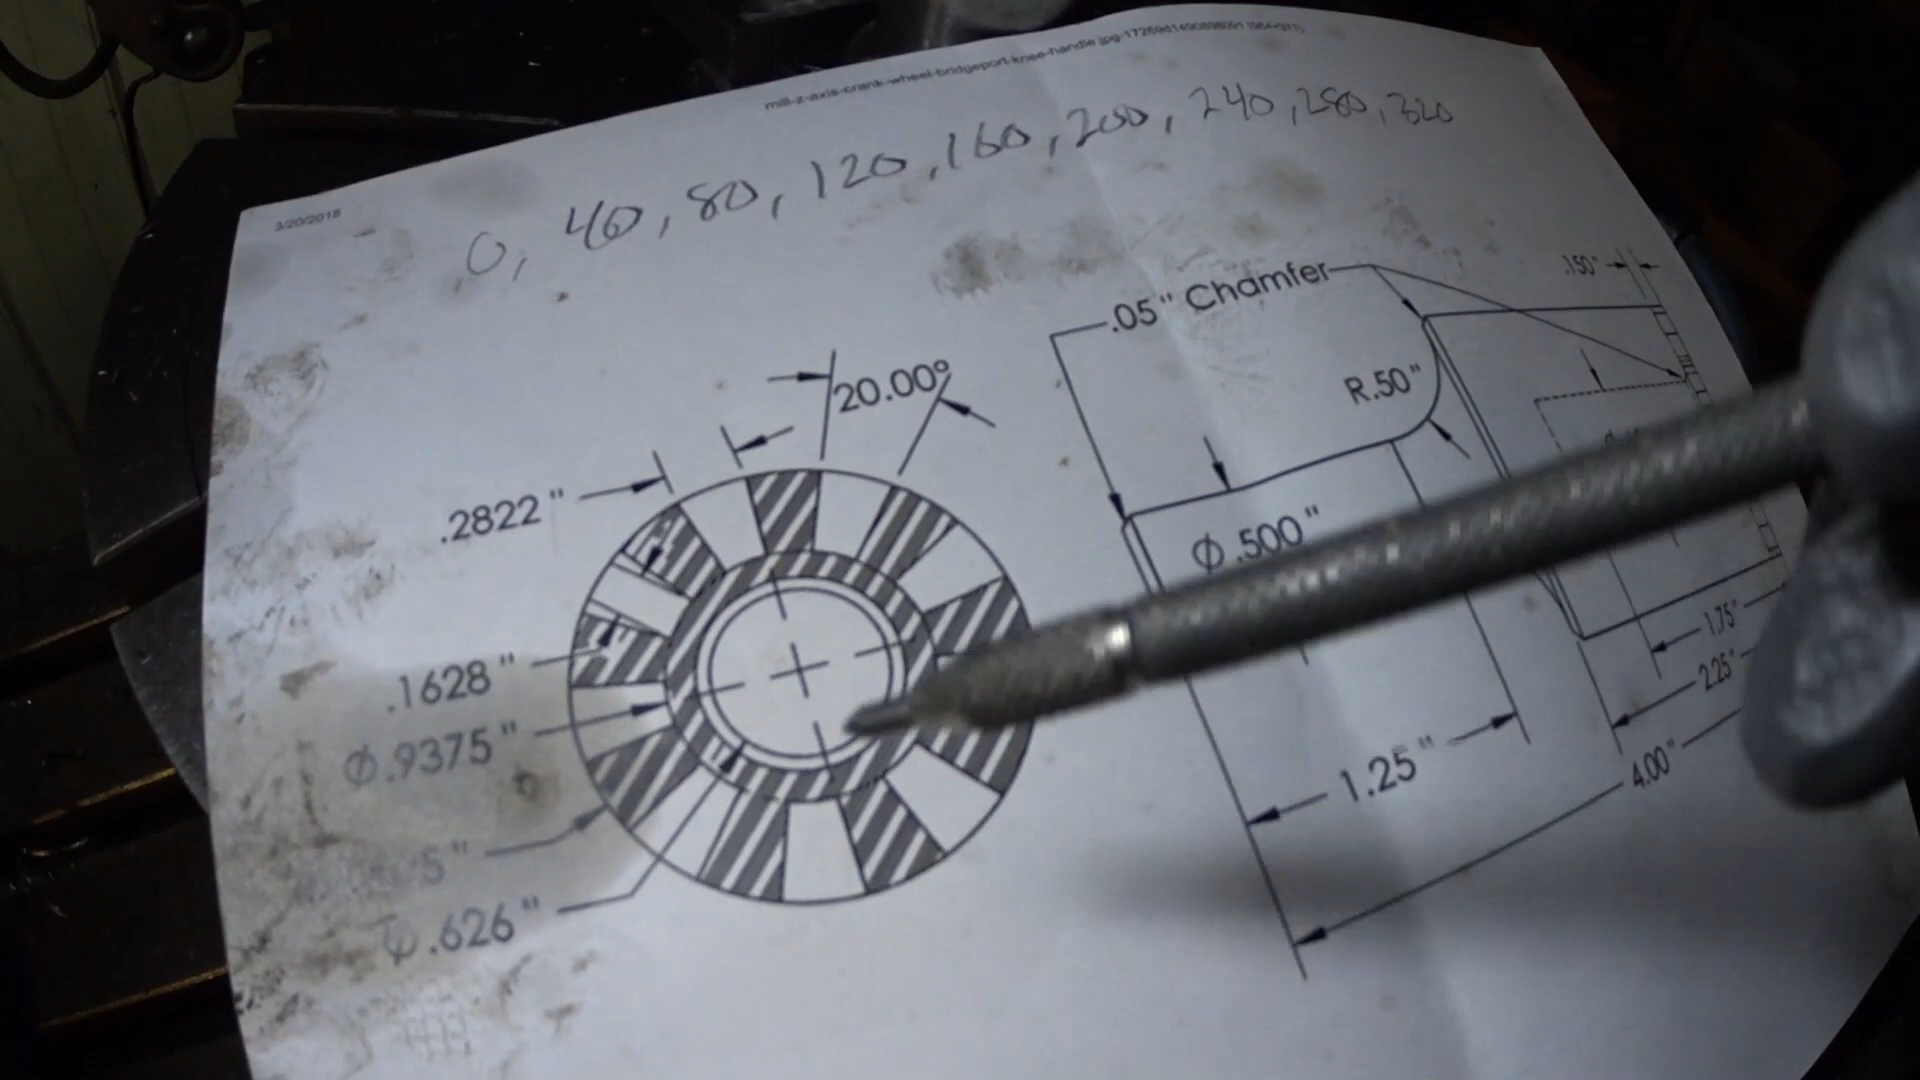 mill-z-axis-crank-wheel-bridgeport-knee-handle.jpg-
3/20/2018
0, 40, 80, 120, 160, 200, 240, 280, 320
.05" Chamfer
.150"
20.00°
R.50"
.2822"
Ø.500"
.1628"
Ø.9375"
1.75"
2.25"
1.25"
4.00"
5"
Ø.626"